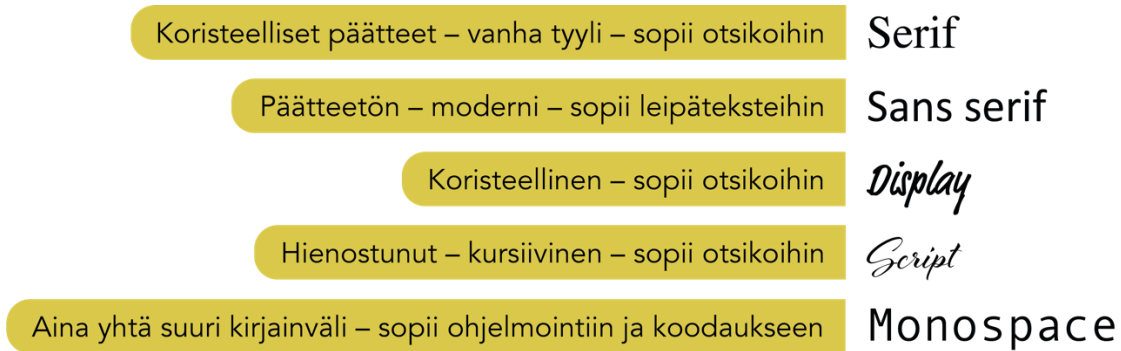 Koristeelliset päätteet – vanha tyyli – sopii otsikoihin Serif
Päätteetön – moderni – sopii leipäteksteihin Sans serif
Koristeellinen – sopii otsikoihin Display
Hienostunut – kursiivinen – sopii otsikoihin Script
Aina yhtä suuri kirjainväli – sopii ohjelmointiin ja koodaukseen Monospace